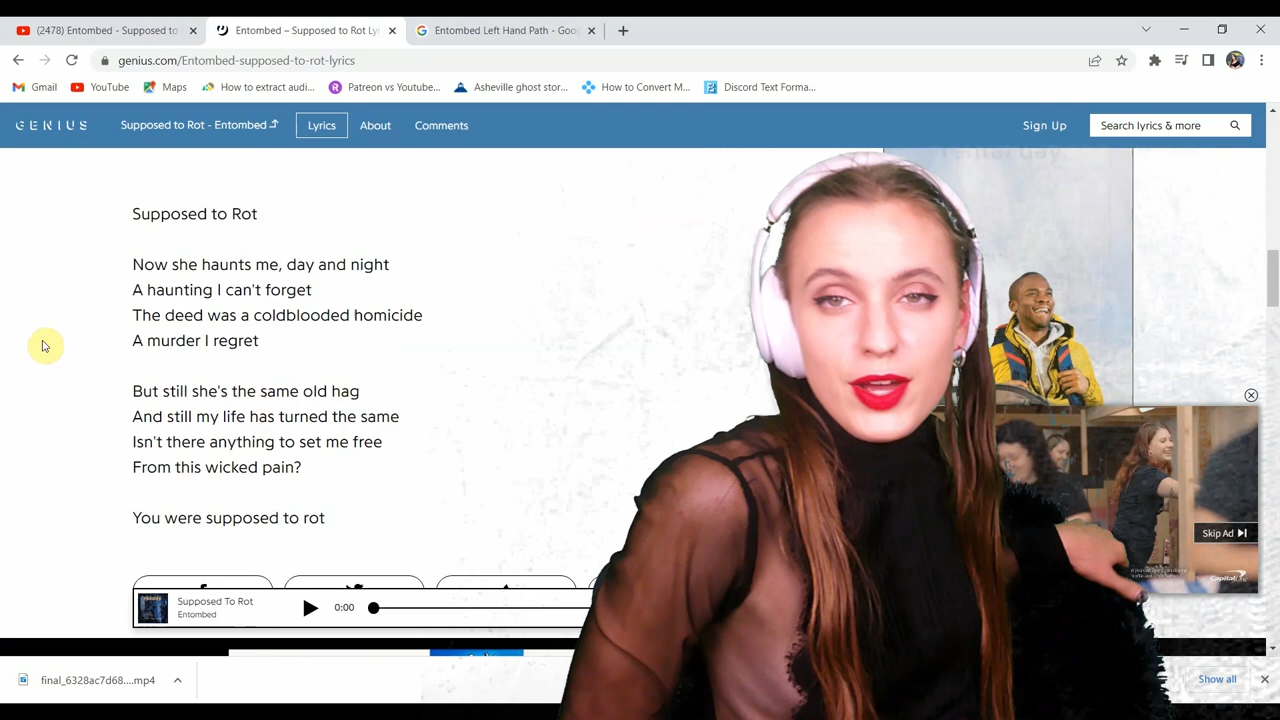 (2478) Entombed - Supposed to
Entombed – Supposed to Rot Ly
Entombed Left Hand Path - Goo
genius.com/Entombed-supposed-to-rot-lyrics
Gmail
YouTube
Maps
How to extract audi...
Patreon vs Youtube...
Asheville ghost stor...
How to Convert M...
Discord Text Forma...
GENIUS
Supposed to Rot - Entombed
Lyrics
About
Comments
Sign Up
Search lyrics & more
rental day.
Supposed to Rot
Now she haunts me, day and night
A haunting I can't forget
The deed was a coldblooded homicide
A murder I regret
But still she's the same old hag
And still my life has turned the same
Isn't there anything to set me free
From this wicked pain?
You were supposed to rot
Skip Ad
Capital One
Supposed To Rot
Entombed
0:00
final_6328ac7d68....mp4
Show all